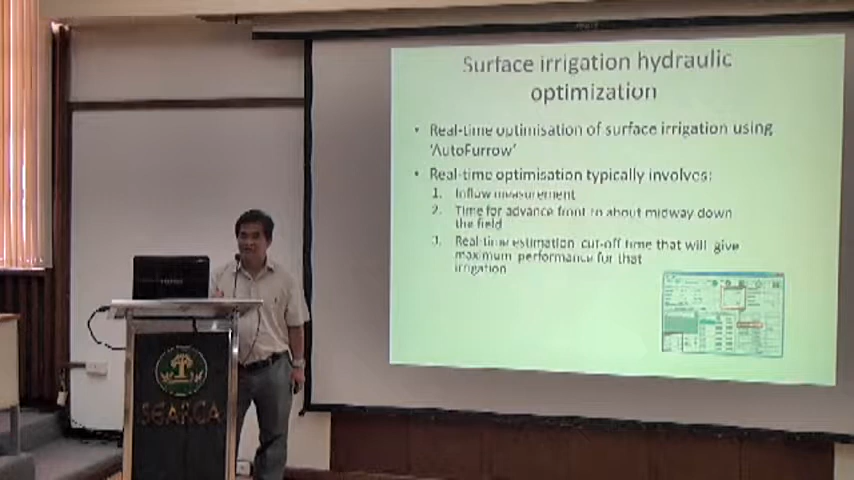 Surface irrigation hydraulic
optimization
• Real-time optimisation of surface irrigation using
'AutoFurrow'
• Real-time optimisation typically involves:
1. Inflow measurement
2. Time for advance front to about midway down
the field
3. Real-time estimation cut-off time that will give
maximum performance for that
irrigation
SEARCA